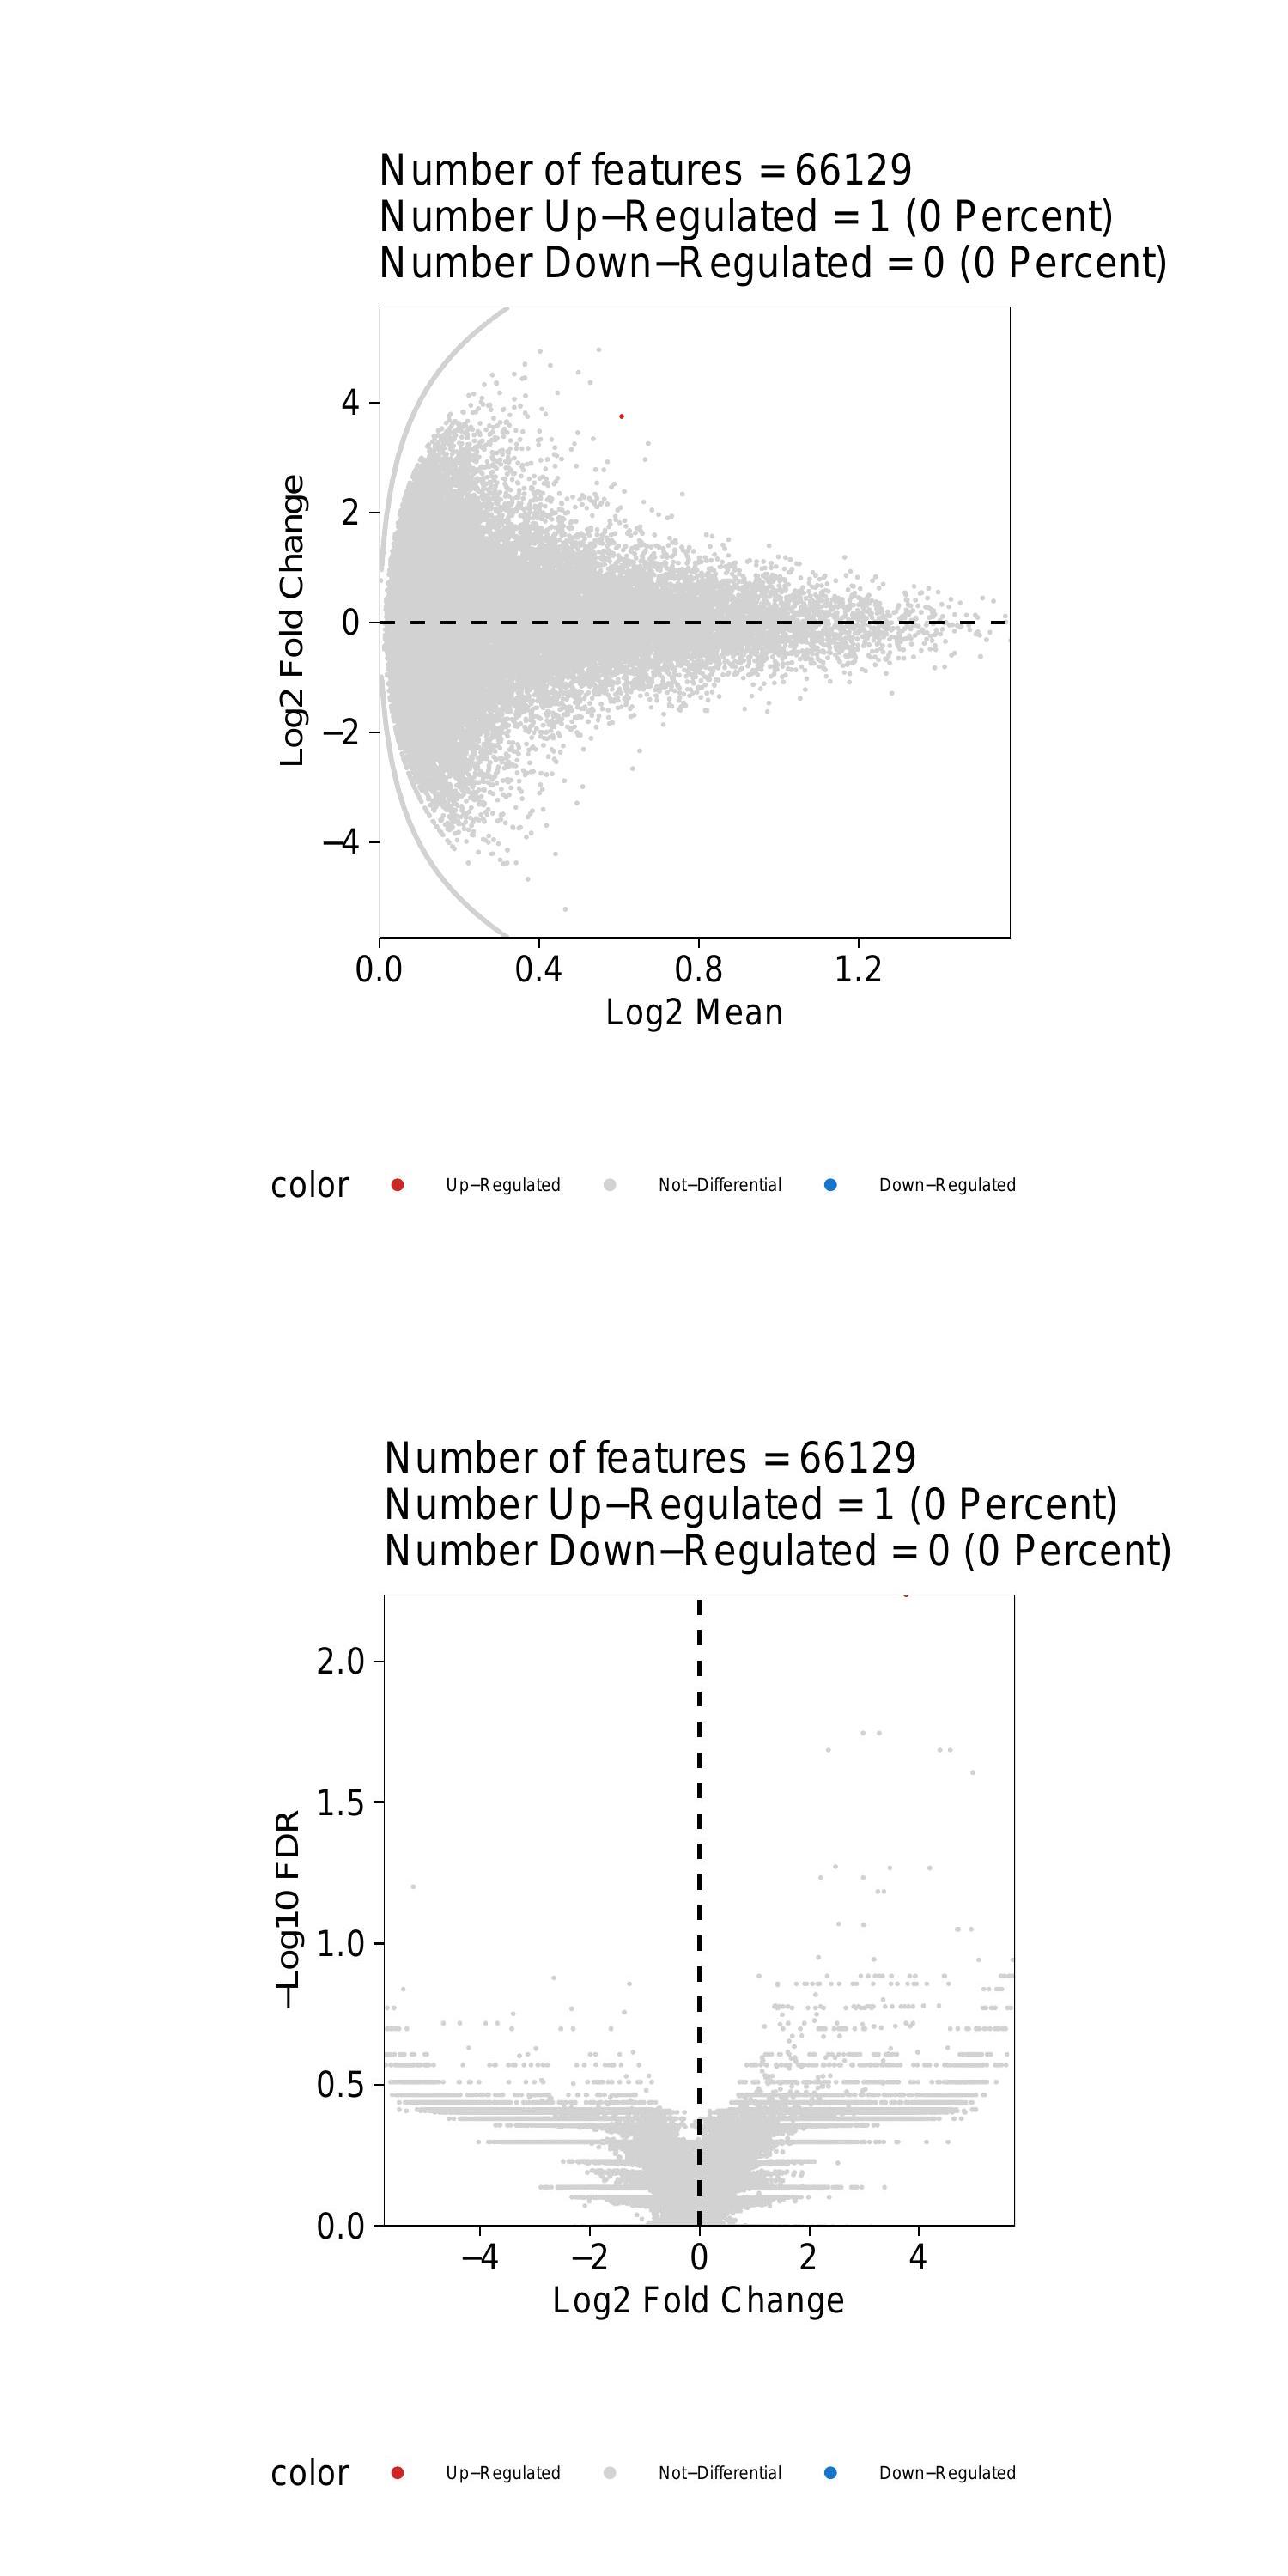 Number of features = 66129
Number Up−Regulated = 1 (0 Percent)
Number Down−Regulated = 0 (0 Percent)
4
2
0
−2
−4
Log2 Fold Change
0.0 0.4 0.8 1.2
Log2 Mean
color Up−Regulated Not−Differential Down−Regulated
Number of features = 66129
Number Up−Regulated = 1 (0 Percent)
Number Down−Regulated = 0 (0 Percent)
2.0
1.5
1.0
0.5
0.0
−Log10 FDR
−4 −2 0 2 4
Log2 Fold Change
color Up−Regulated Not−Differential Down−Regulated